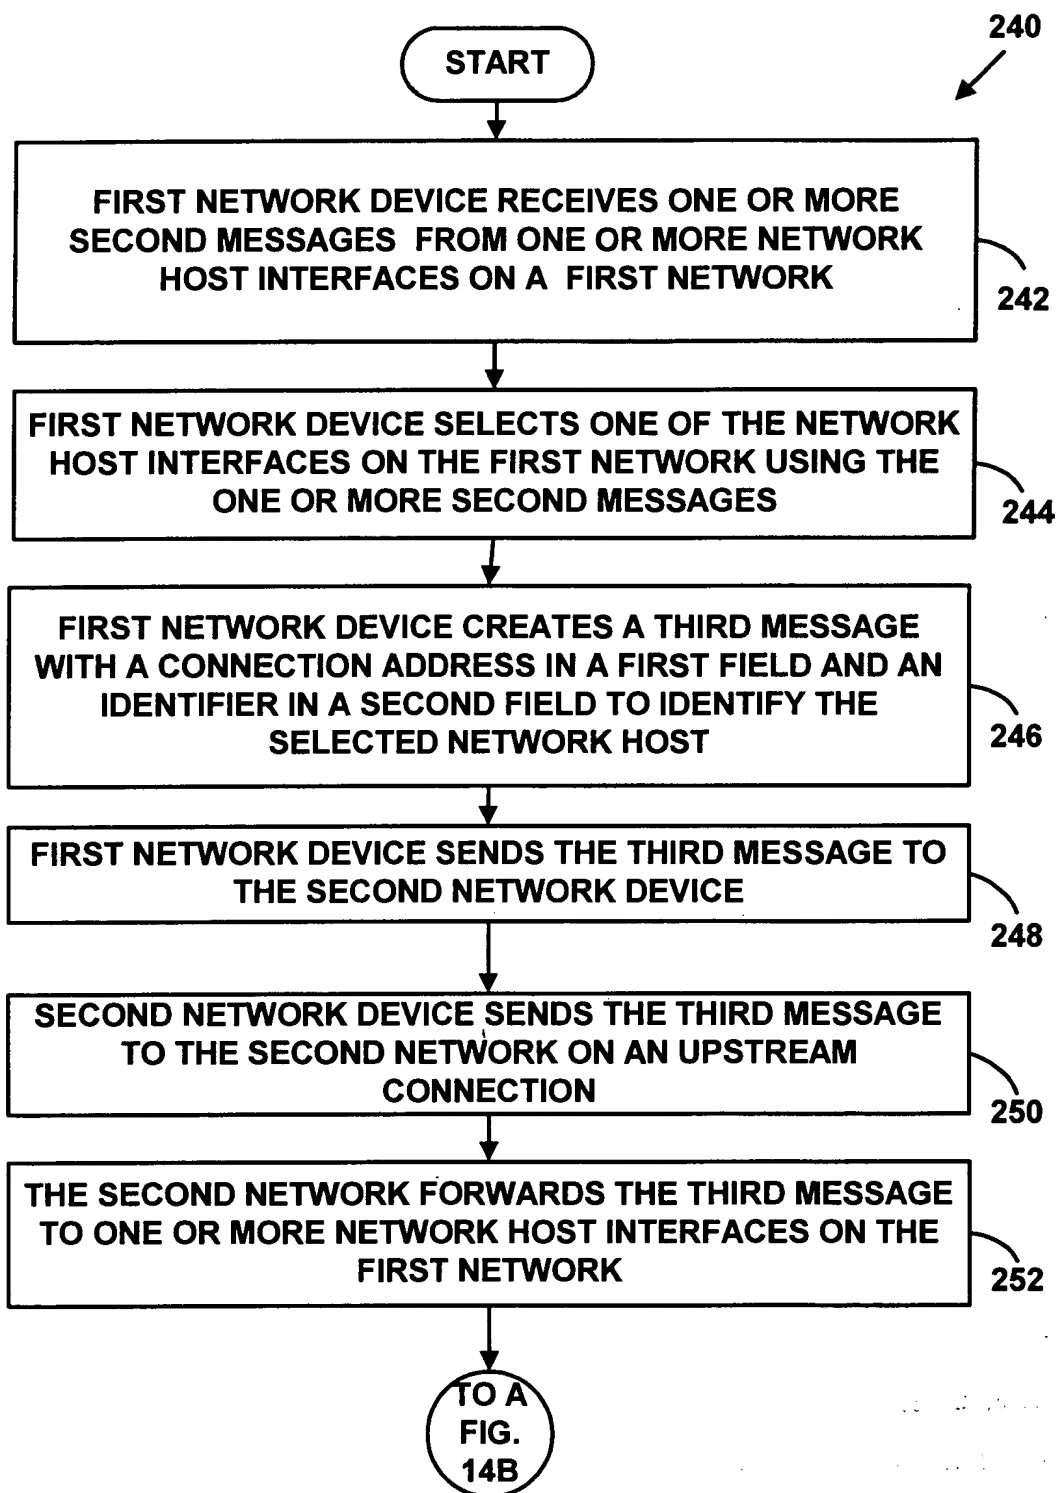 240
START
FIRST NETWORK DEVICE RECEIVES ONE OR MORE
SECOND MESSAGES FROM ONE OR MORE NETWORK
HOST INTERFACES ON A FIRST NETWORK
242
FIRST NETWORK DEVICE SELECTS ONE OF THE NETWORK
HOST INTERFACES ON THE FIRST NETWORK USING THE
ONE OR MORE SECOND MESSAGES
244
FIRST NETWORK DEVICE CREATES A THIRD MESSAGE
WITH A CONNECTION ADDRESS IN A FIRST FIELD AND AN
IDENTIFIER IN A SECOND FIELD TO IDENTIFY THE
SELECTED NETWORK HOST
246
FIRST NETWORK DEVICE SENDS THE THIRD MESSAGE TO
THE SECOND NETWORK DEVICE
248
SECOND NETWORK DEVICE SENDS THE THIRD MESSAGE
TO THE SECOND NETWORK ON AN UPSTREAM
CONNECTION
250
THE SECOND NETWORK FORWARDS THE THIRD MESSAGE
TO ONE OR MORE NETWORK HOST INTERFACES ON THE
FIRST NETWORK
252
TO A
FIG.
14B